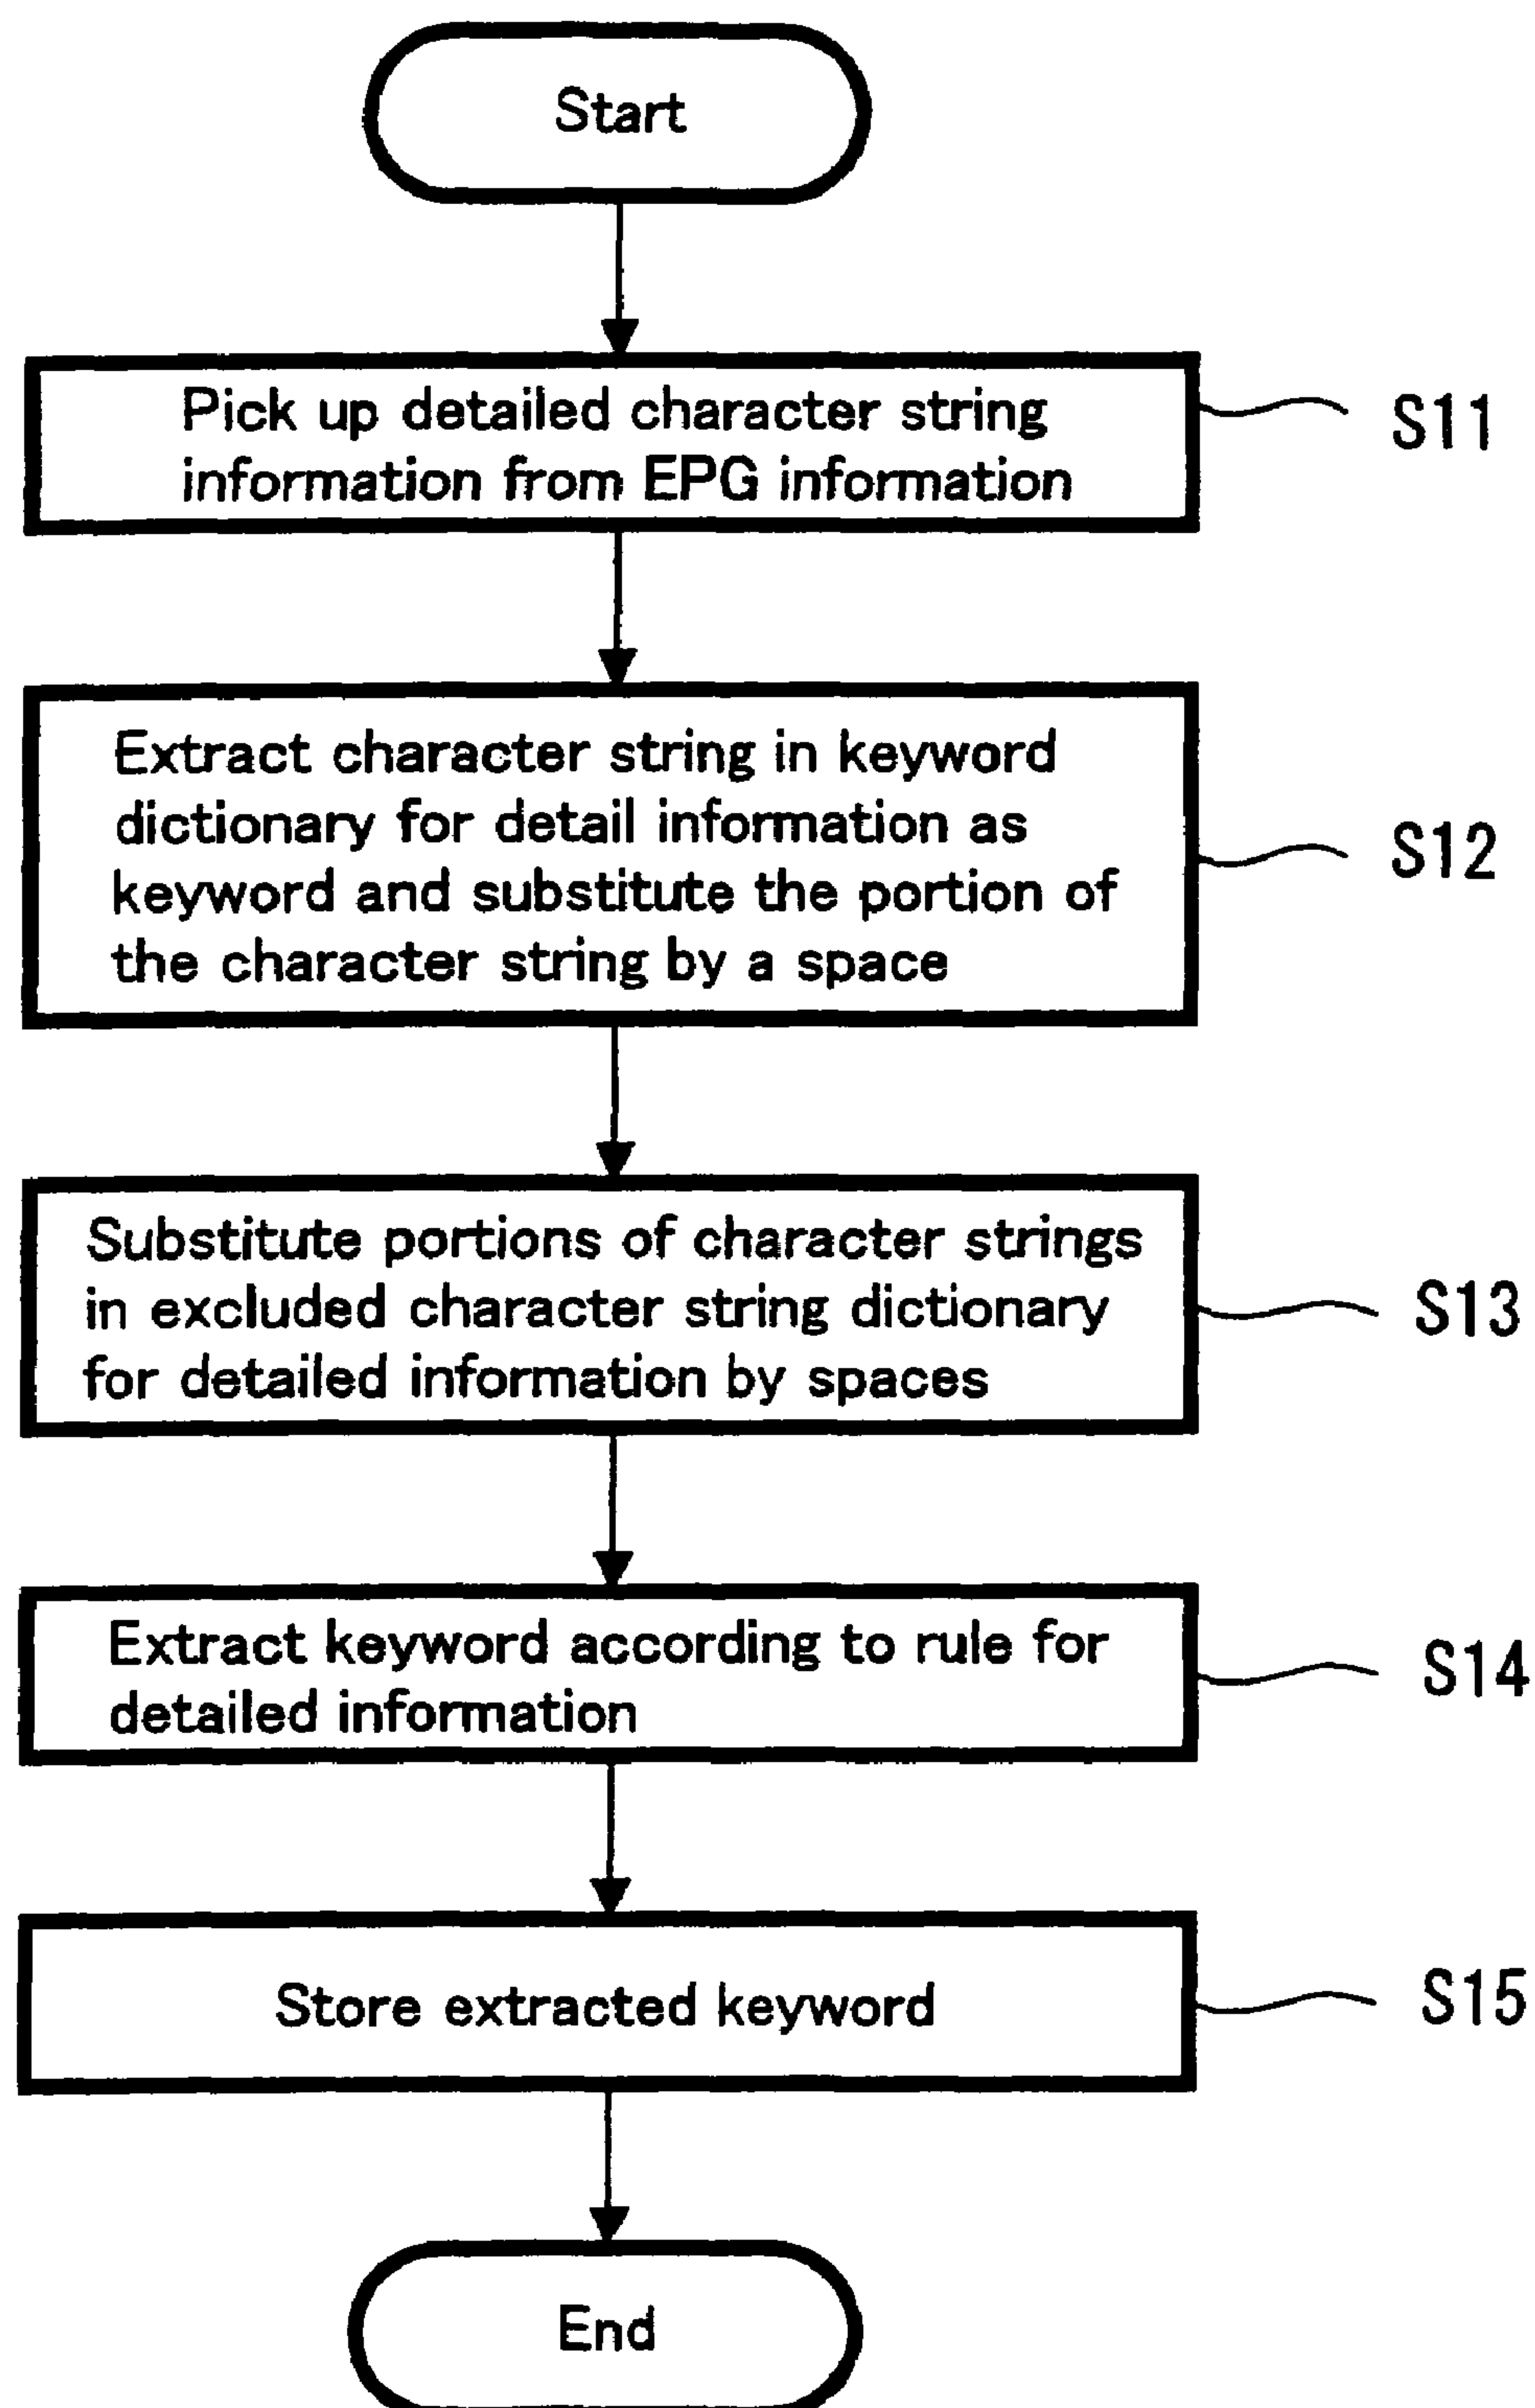 Start
Pick up detailed character string
information from EPG information
S11
Extract character string in keyword
dictionary for detail information as
keyword and substitute the portion of
the character string by a space
S12
Substitute portions of character strings
in excluded character string dictionary
for detailed information by spaces
S13
Extract keyword according to rule for
detailed information
S14
Store extracted keyword
S15
End